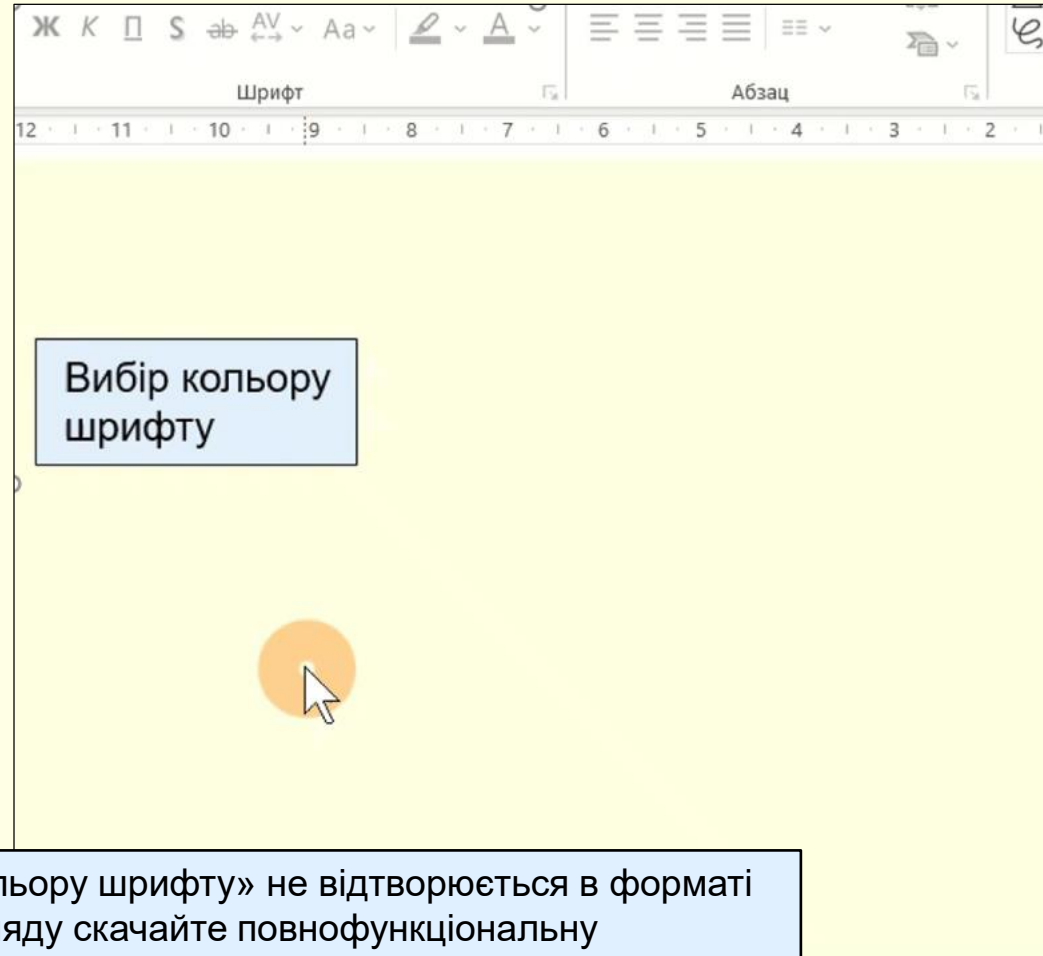 Ж К П S ab AV Aa А
Шрифт Абзац
12 11 10 9 8 7 6 5 4 3 2
Вибір кольору
шрифту
льору шрифту» не відтворюється в форматі
яду скачайте повнофункціональну